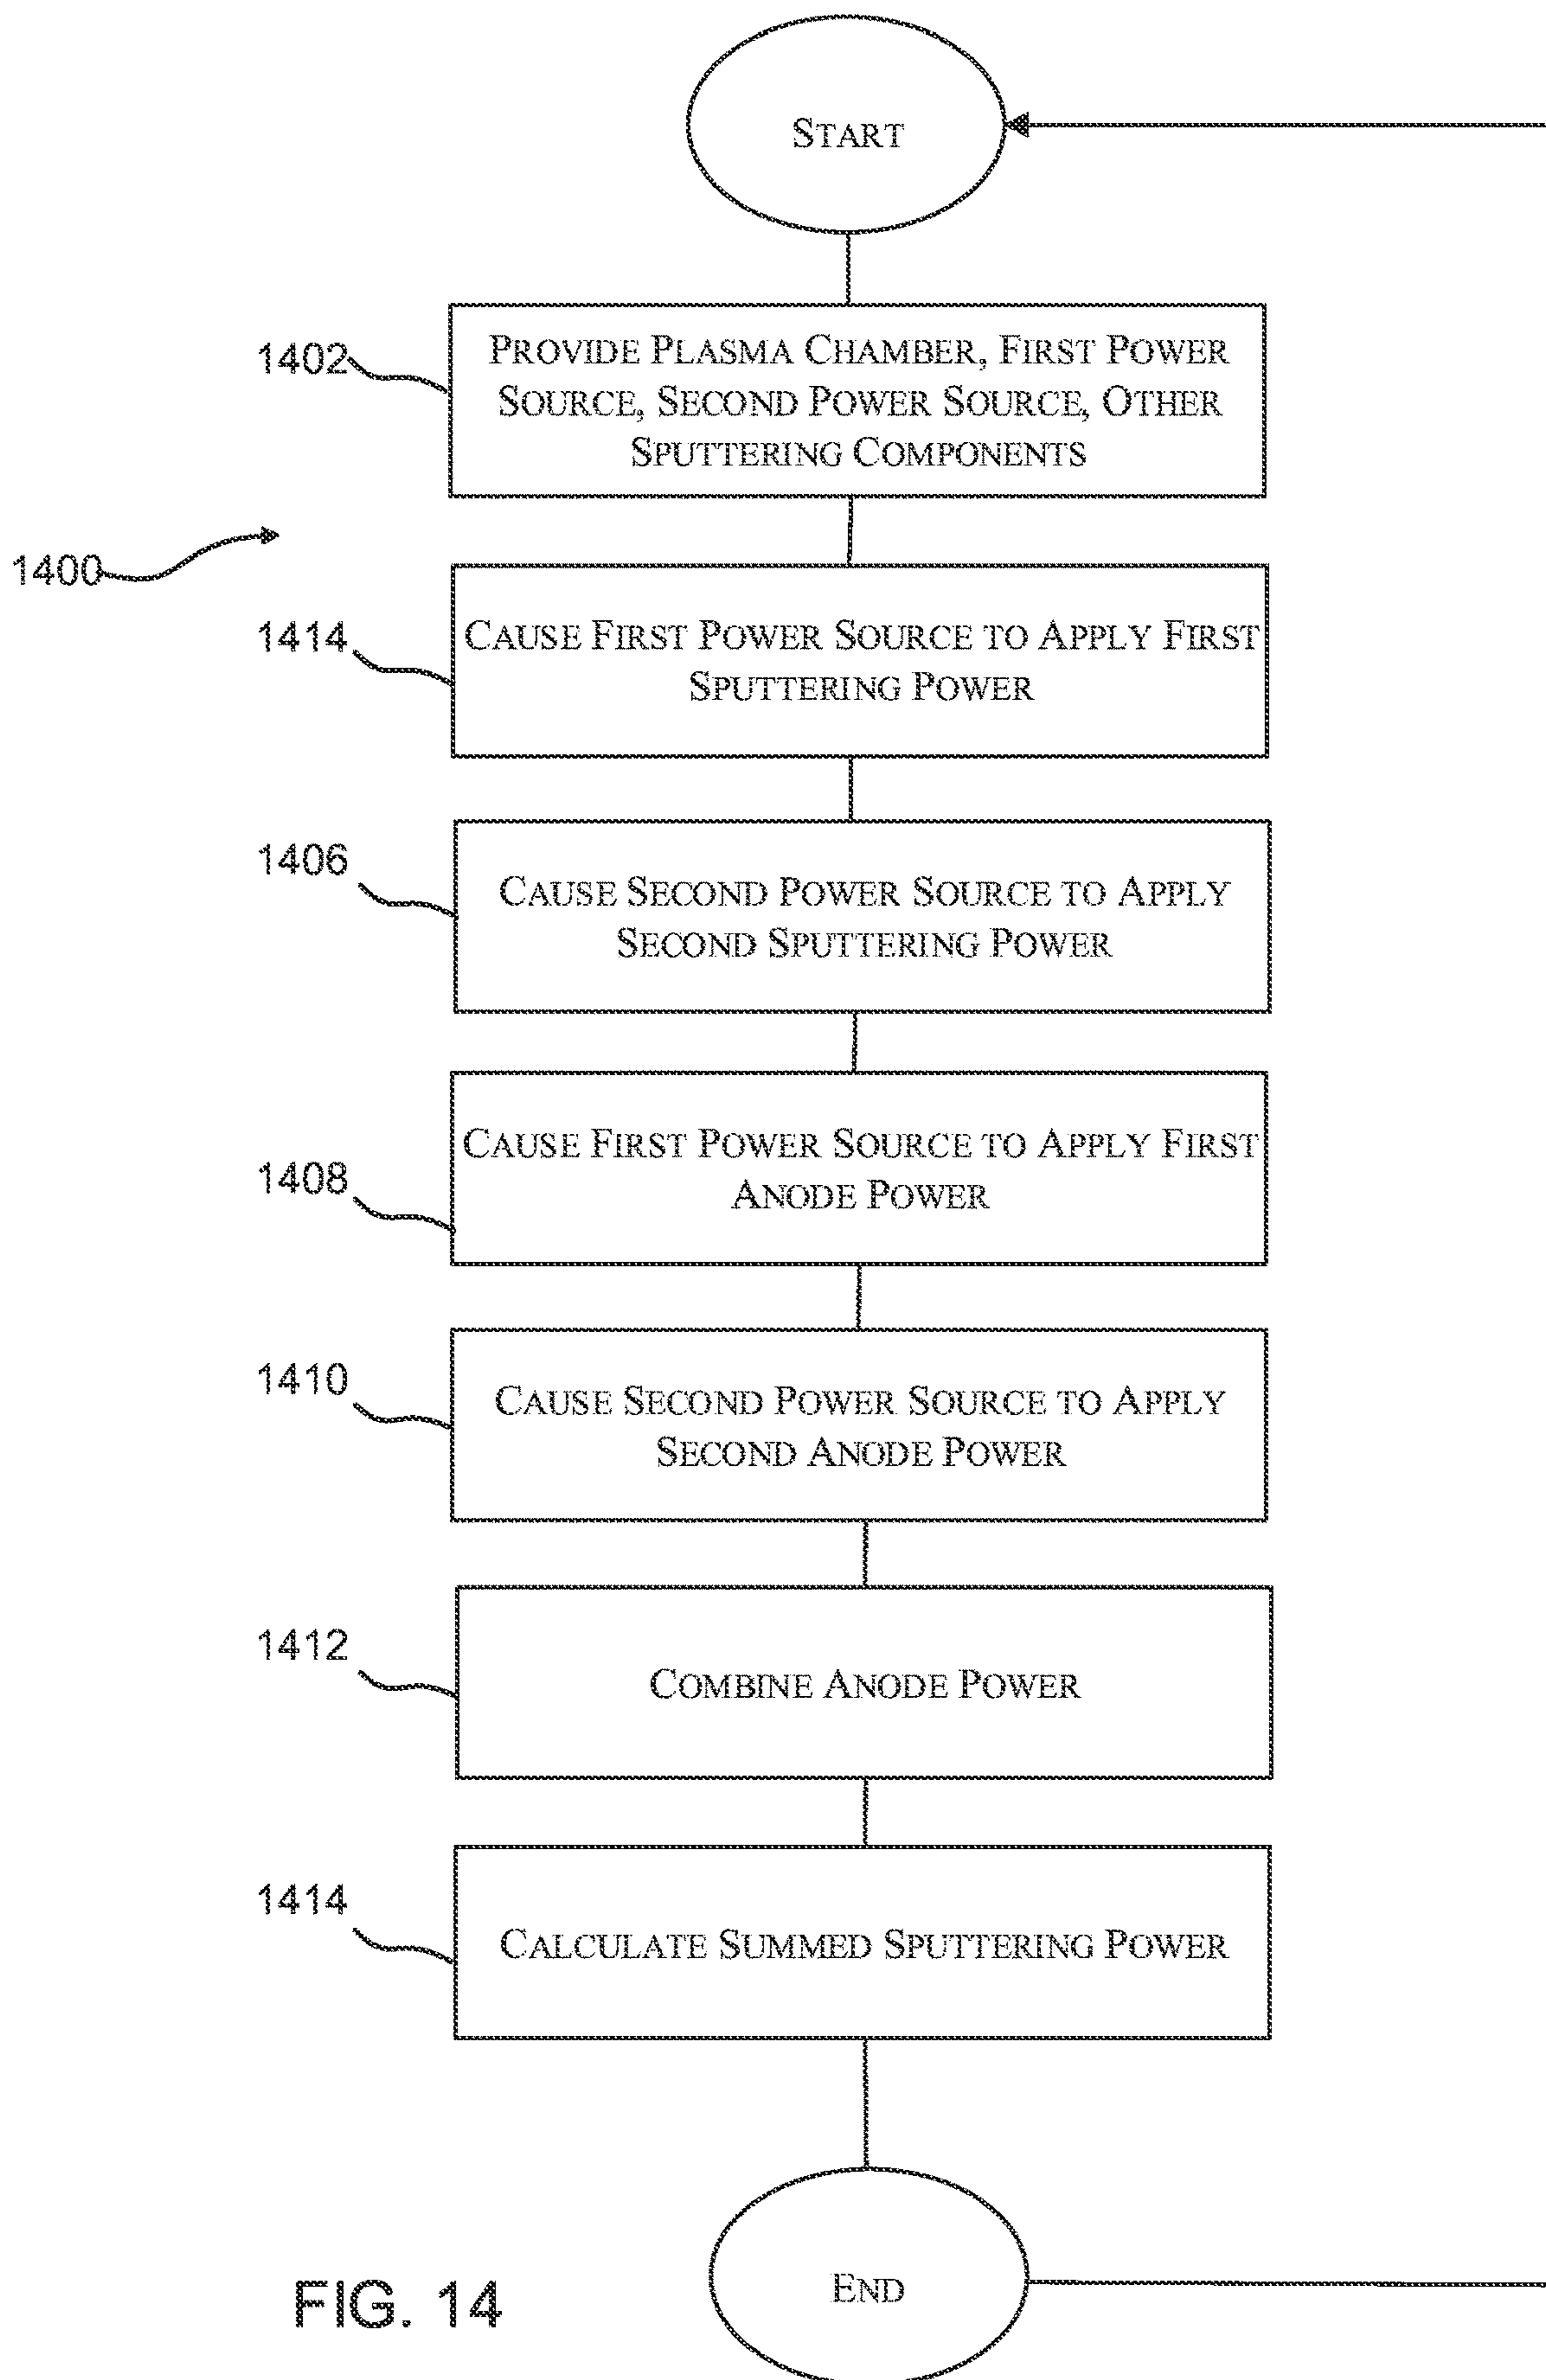 START
1402
PROVIDE PLASMA CHAMBER, FIRST POWER
SOURCE, SECOND POWER SOURCE, OTHER
SPUTTERING COMPONENTS
1400
1414
CAUSE FIRST POWER SOURCE TO APPLY FIRST
SPUTTERING POWER
1406
CAUSE SECOND POWER SOURCE TO APPLY
SECOND SPUTTERING POWER
1408
CAUSE FIRST POWER SOURCE TO APPLY FIRST
ANODE POWER
1410
CAUSE SECOND POWER SOURCE TO APPLY
SECOND ANODE POWER
1412
COMBINE ANODE POWER
1414
CALCULATE SUMMED SPUTTERING POWER
END
FIG. 14